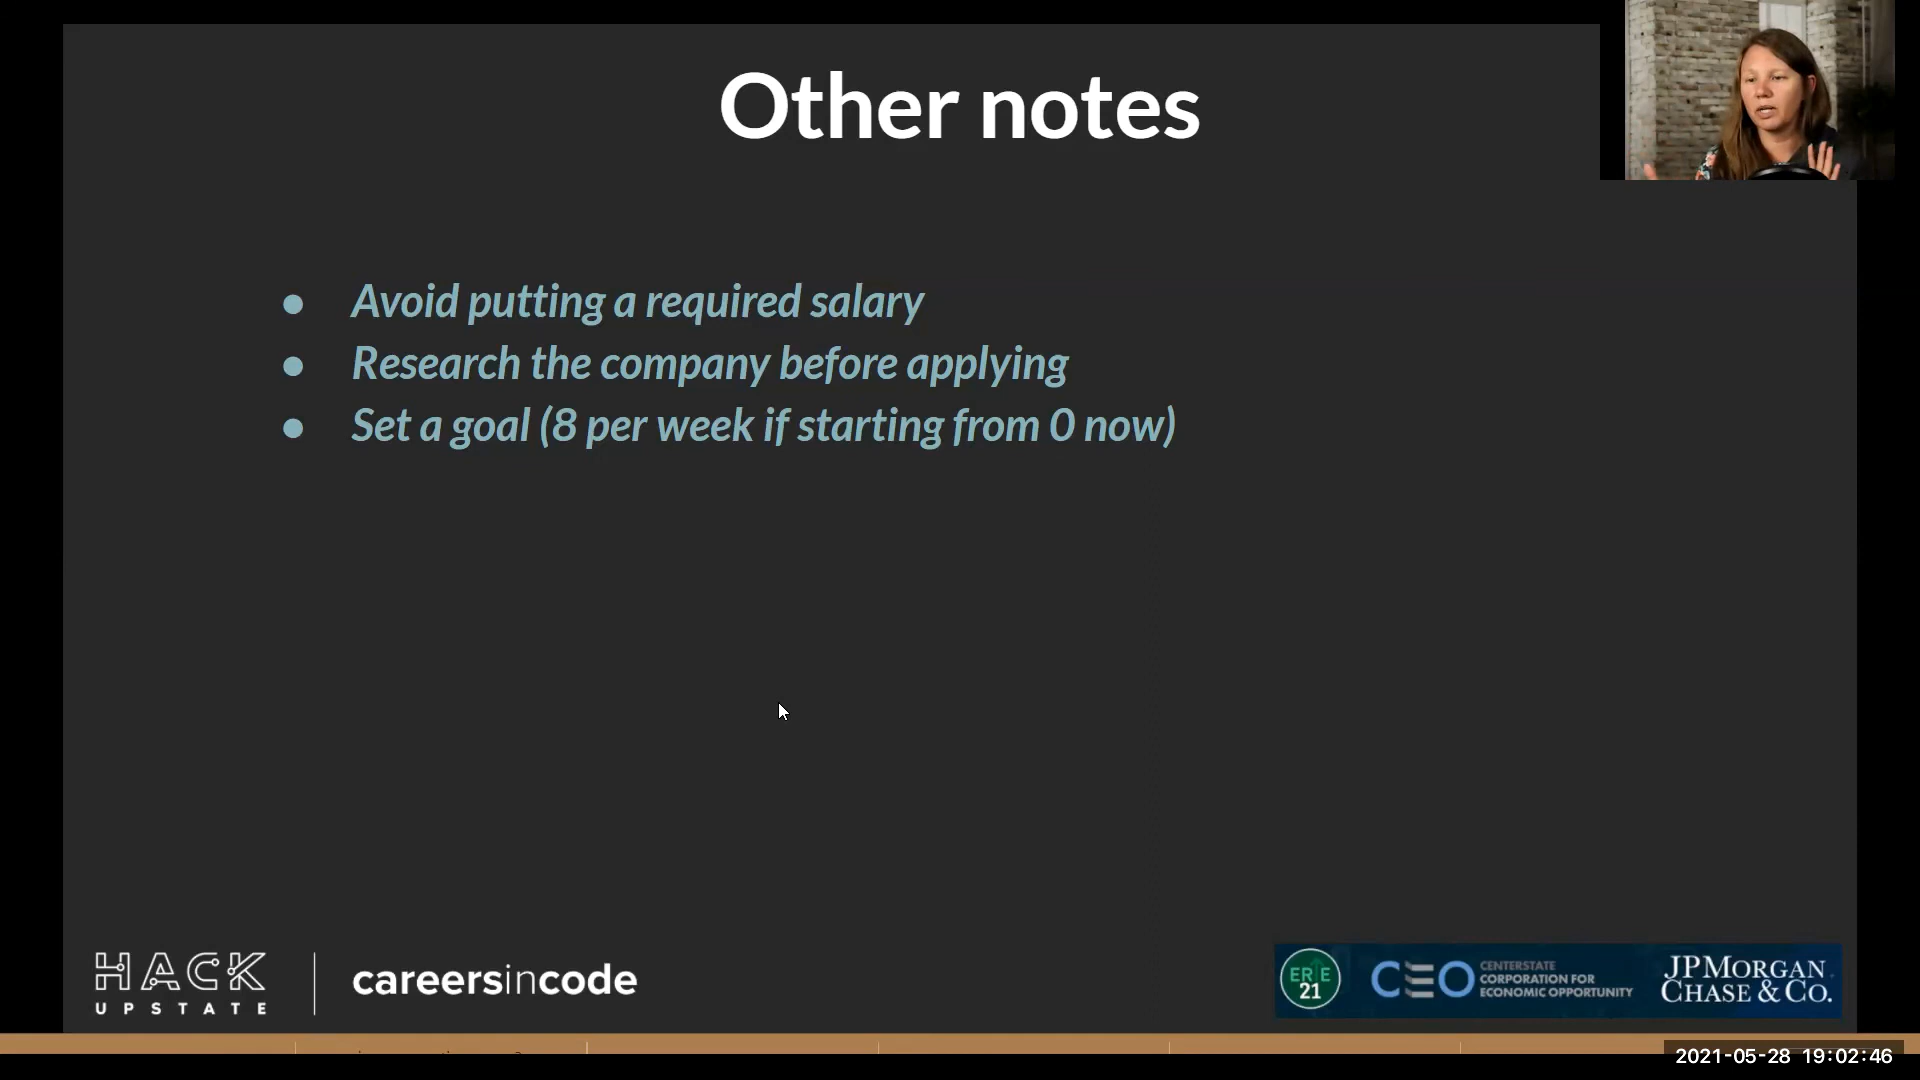 Other notes
● Avoid putting a required salary
● Research the company before applying
● Set a goal (8 per week if starting from 0 now)
HACK
UPSTATE
careersincode
ERIE
21
CEO
CENTERSTATE
CORPORATION FOR
ECONOMIC OPPORTUNITY
JPMORGAN
CHASE & CO.
2021-05-28 19:02:46